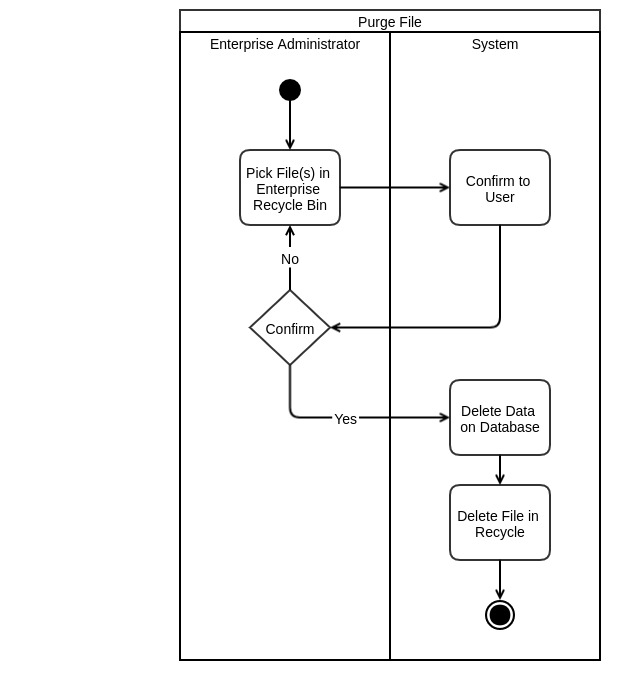 Purge File
Enterprise Administrator
System
Pick File(s) in
Enterprise
Recycle Bin
Confirm to
User
No
Confirm
Yes
Delete Data
on Database
Delete File in
Recycle